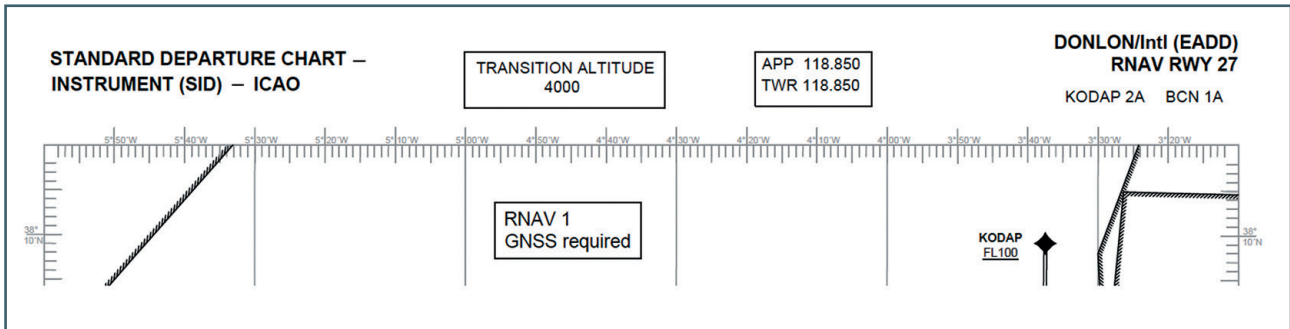 STANDARD DEPARTURE CHART –
INSTRUMENT (SID) – ICAO
TRANSITION ALTITUDE
4000
APP 118.850
TWR 118.850
DONLON/Intl (EADD)
RNAV RWY 27
KODAP 2A BCN 1A
5°50'W 5°40'W 5°30'W 5°20'W 5°10'W 5°00'W 4°50'W 4°40'W 4°30'W 4°20'W 4°10'W 4°00'W 3°50'W 3°40'W 3°30'W 3°20'W
RNAV 1
GNSS required
38°
10'N
KODAP
FL100
38°
10'N